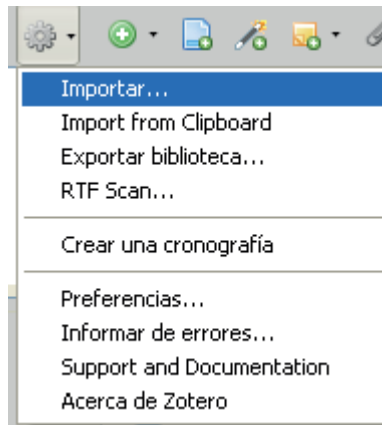 Importar...
Import from Clipboard
Exportar biblioteca...
RTF Scan...
Crear una cronografía
Preferencias...
Informar de errores...
Support and Documentation
Acerca de Zotero